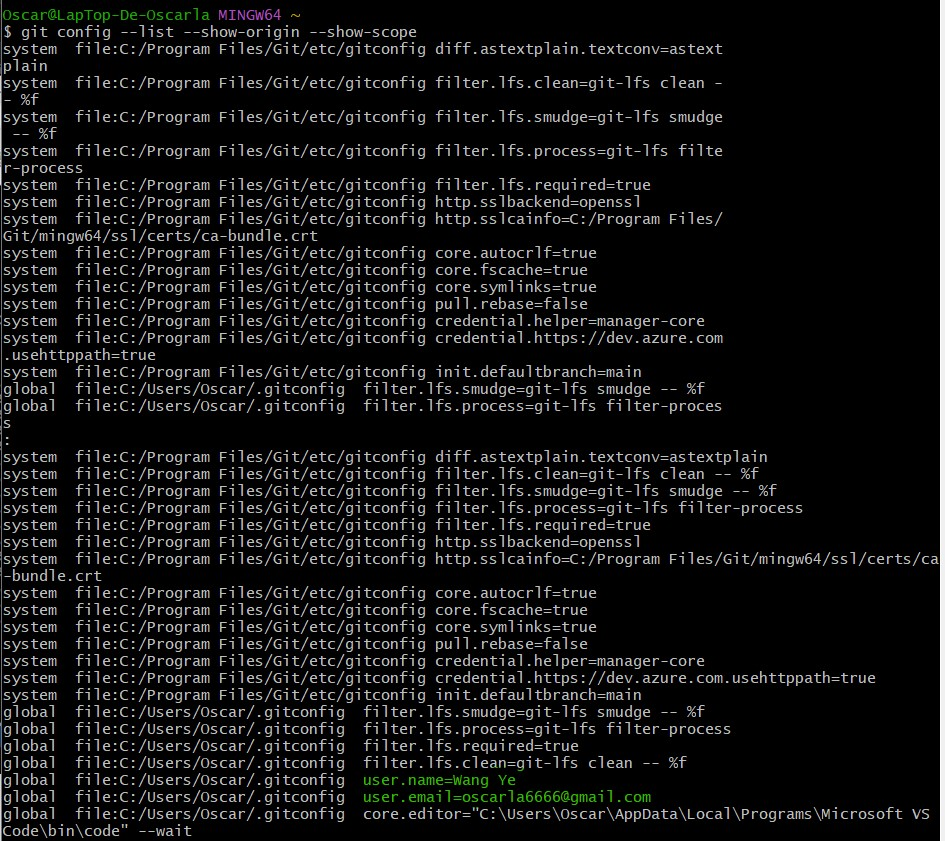 Oscar@LapTop-De-Oscarla MINGW64 ~
$ git config --list --show-origin --show-scope
system  file:C:/Program Files/Git/etc/gitconfig diff.astextplain.textconv=astext
plain
system  file:C:/Program Files/Git/etc/gitconfig filter.lfs.clean=git-lfs clean -
- %f
system  file:C:/Program Files/Git/etc/gitconfig filter.lfs.smudge=git-lfs smudge
 -- %f
system  file:C:/Program Files/Git/etc/gitconfig filter.lfs.process=git-lfs filte
r-process
system  file:C:/Program Files/Git/etc/gitconfig filter.lfs.required=true
system  file:C:/Program Files/Git/etc/gitconfig http.sslbackend=openssl
system  file:C:/Program Files/Git/etc/gitconfig http.sslcainfo=C:/Program Files/
Git/mingw64/ssl/certs/ca-bundle.crt
system  file:C:/Program Files/Git/etc/gitconfig core.autocrlf=true
system  file:C:/Program Files/Git/etc/gitconfig core.fscache=true
system  file:C:/Program Files/Git/etc/gitconfig core.symlinks=true
system  file:C:/Program Files/Git/etc/gitconfig pull.rebase=false
system  file:C:/Program Files/Git/etc/gitconfig credential.helper=manager-core
system  file:C:/Program Files/Git/etc/gitconfig credential.https://dev.azure.com
.usehttppath=true
system  file:C:/Program Files/Git/etc/gitconfig init.defaultbranch=main
global  file:C:/Users/Oscar/.gitconfig  filter.lfs.smudge=git-lfs smudge -- %f
global  file:C:/Users/Oscar/.gitconfig  filter.lfs.process=git-lfs filter-proces
s
:
system  file:C:/Program Files/Git/etc/gitconfig diff.astextplain.textconv=astextplain
system  file:C:/Program Files/Git/etc/gitconfig filter.lfs.clean=git-lfs clean -- %f
system  file:C:/Program Files/Git/etc/gitconfig filter.lfs.smudge=git-lfs smudge -- %f
system  file:C:/Program Files/Git/etc/gitconfig filter.lfs.process=git-lfs filter-process
system  file:C:/Program Files/Git/etc/gitconfig filter.lfs.required=true
system  file:C:/Program Files/Git/etc/gitconfig http.sslbackend=openssl
system  file:C:/Program Files/Git/etc/gitconfig http.sslcainfo=C:/Program Files/Git/mingw64/ssl/certs/ca
-bundle.crt
system  file:C:/Program Files/Git/etc/gitconfig core.autocrlf=true
system  file:C:/Program Files/Git/etc/gitconfig core.fscache=true
system  file:C:/Program Files/Git/etc/gitconfig core.symlinks=true
system  file:C:/Program Files/Git/etc/gitconfig pull.rebase=false
system  file:C:/Program Files/Git/etc/gitconfig credential.helper=manager-core
system  file:C:/Program Files/Git/etc/gitconfig credential.https://dev.azure.com.usehttppath=true
system  file:C:/Program Files/Git/etc/gitconfig init.defaultbranch=main
global  file:C:/Users/Oscar/.gitconfig  filter.lfs.smudge=git-lfs smudge -- %f
global  file:C:/Users/Oscar/.gitconfig  filter.lfs.process=git-lfs filter-process
global  file:C:/Users/Oscar/.gitconfig  filter.lfs.required=true
global  file:C:/Users/Oscar/.gitconfig  filter.lfs.clean=git-lfs clean -- %f
global  file:C:/Users/Oscar/.gitconfig  user.name=Wang Ye
global  file:C:/Users/Oscar/.gitconfig  user.email=oscarla6666@gmail.com
global  file:C:/Users/Oscar/.gitconfig  core.editor="C:\Users\Oscar\AppData\Local\Programs\Microsoft VS
Code\bin\code" --wait